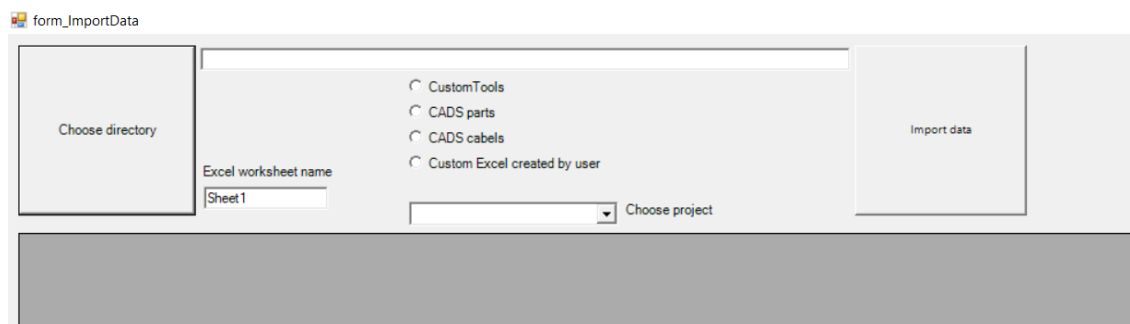 form_ImportData
Choose directory
CustomTools
CADS parts
CADS cabels
Custom Excel created by user
Excel worksheet name
Sheet1
Choose project
Import data